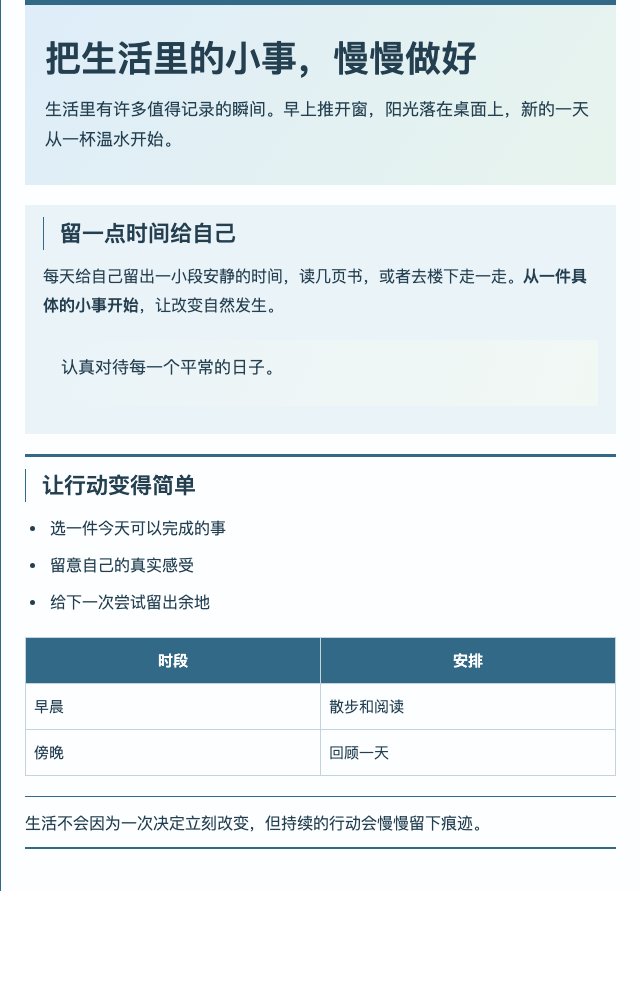 把生活里的小事，慢慢做好
生活里有许多值得记录的瞬间。早上推开窗，阳光落在桌面上，新的一天
从一杯温水开始。
留一点时间给自己
每天给自己留出一小段安静的时间，读几页书，或者去楼下走一走。从一件具
体的小事开始，让改变自然发生。
认真对待每一个平常的日子。
让行动变得简单
• 选一件今天可以完成的事
• 留意自己的真实感受
• 给下一次尝试留出余地
时段 安排
早晨 散步和阅读
傍晚 回顾一天
生活不会因为一次决定立刻改变，但持续的行动会慢慢留下痕迹。